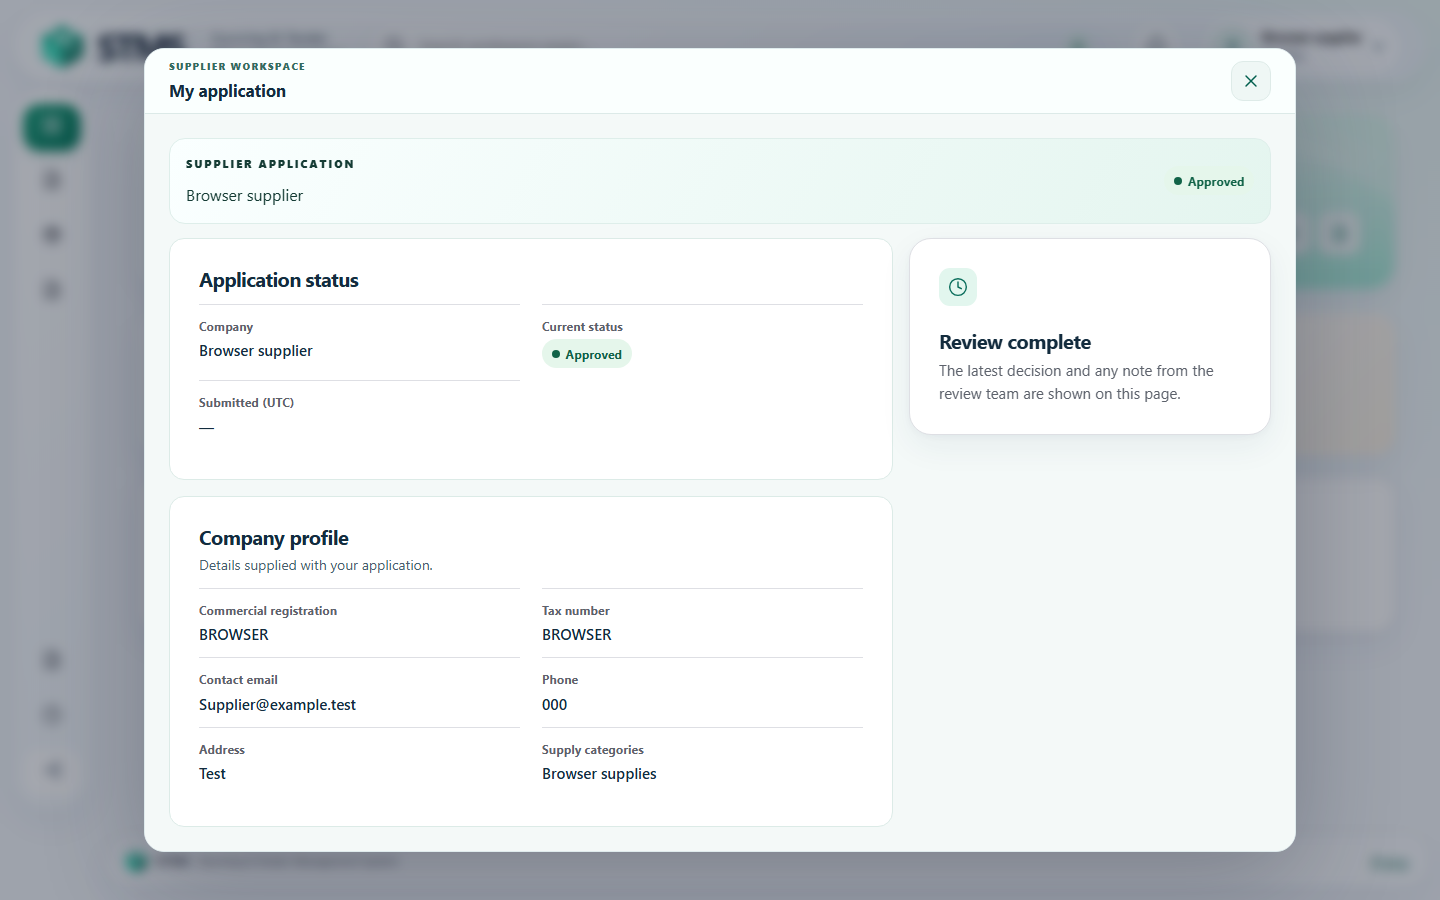 SUPPLIER WORKSPACE
My application
SUPPLIER APPLICATION
Browser supplier
Approved
Application status
Company
Browser supplier
Current status
Approved
Submitted (UTC)
—
Review complete
The latest decision and any note from the
review team are shown on this page.
Company profile
Details supplied with your application.
Commercial registration
BROWSER
Tax number
BROWSER
Contact email
Supplier@example.test
Phone
000
Address
Test
Supply categories
Browser supplies